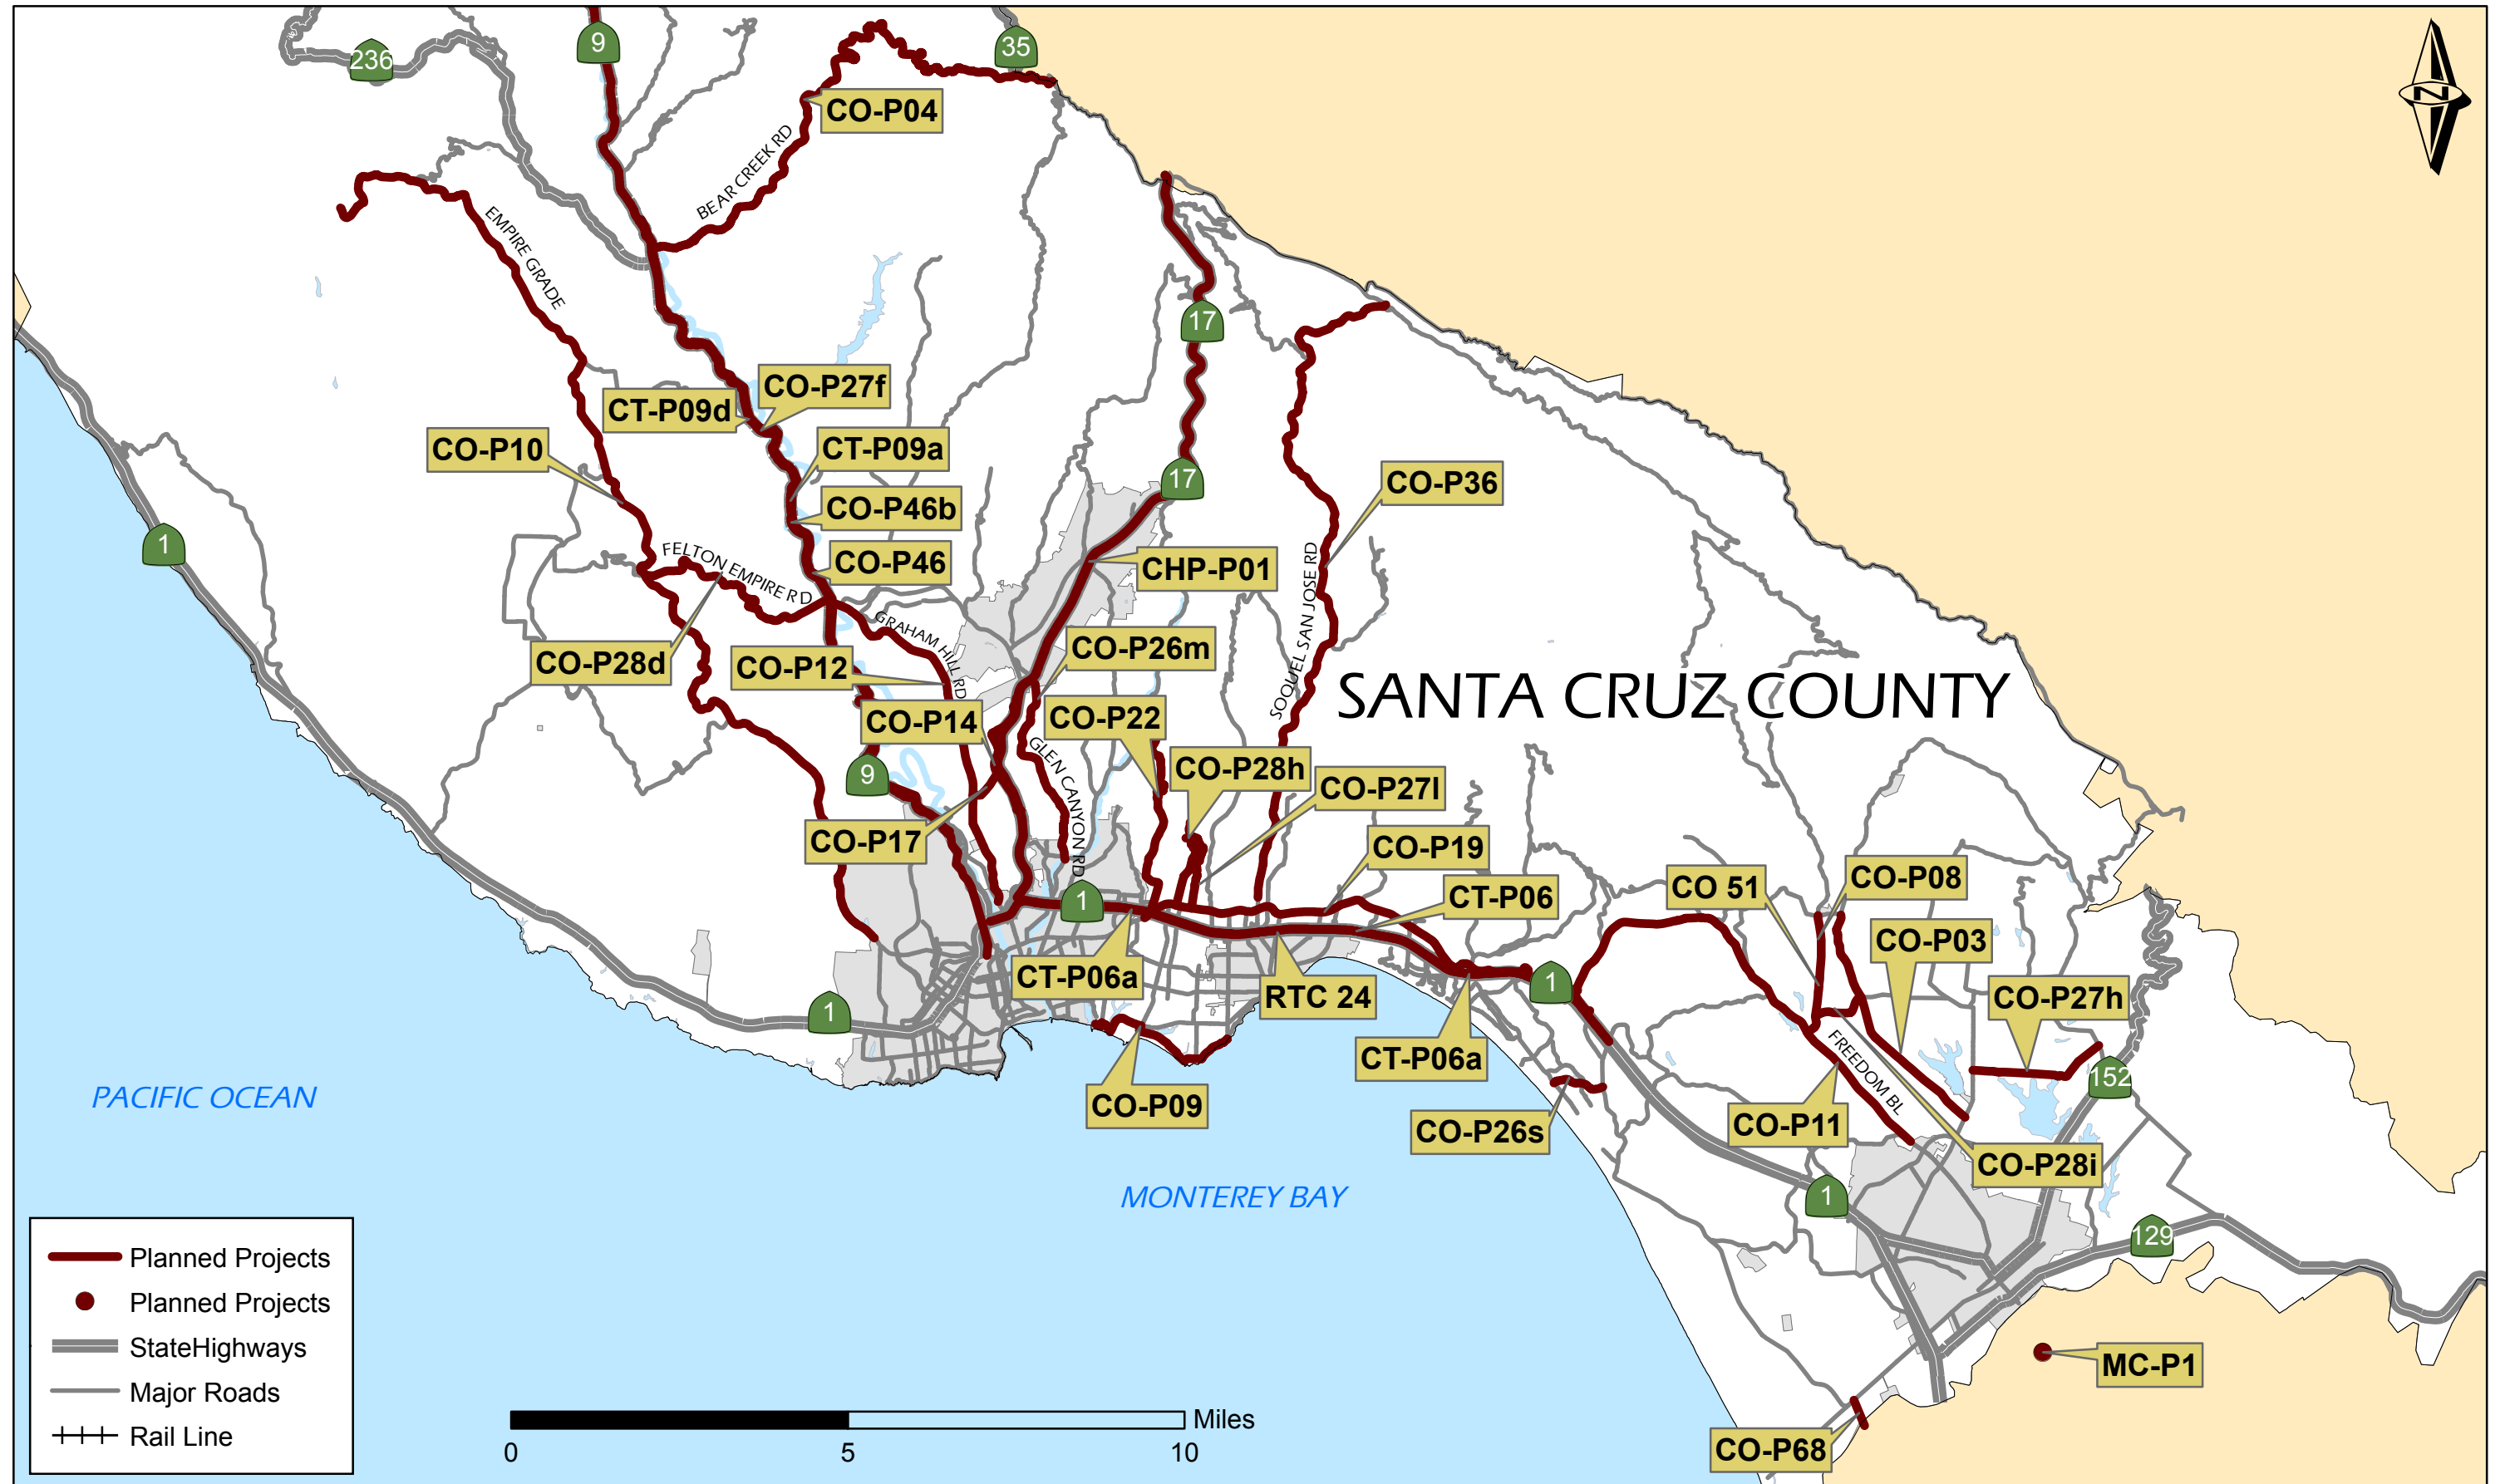 236
9
35
CO-P04
BEAR CREEK RD
N
EMPIRE GRADE
17
CO-P27f
CT-P09d
CO-P10
CT-P09a
17
CO-P36
CO-P46b
1
FELTON EMPIRE RD
CO-P46
CHP-P01
SOQUEL SAN JOSE RD
GRAHAM HILL RD
CO-P28d
CO-P12
CO-P26m
SANTA CRUZ COUNTY
CO-P14
CO-P22
GLEN CANYON RD
9
CO-P28h
CO-P27l
CO-P17
CO-P19
CO 51
CO-P08
1
CT-P06
CO-P03
CT-P06a
1
RTC 24
CO-P27h
1
CT-P06a
FREEDOM BL
152
PACIFIC OCEAN
CO-P09
CO-P26s
CO-P11
CO-P28i
MONTEREY BAY
1
129
Planned Projects
Planned Projects
StateHighways
Major Roads
Rail Line
MC-P1
Miles
0
5
10
CO-P68